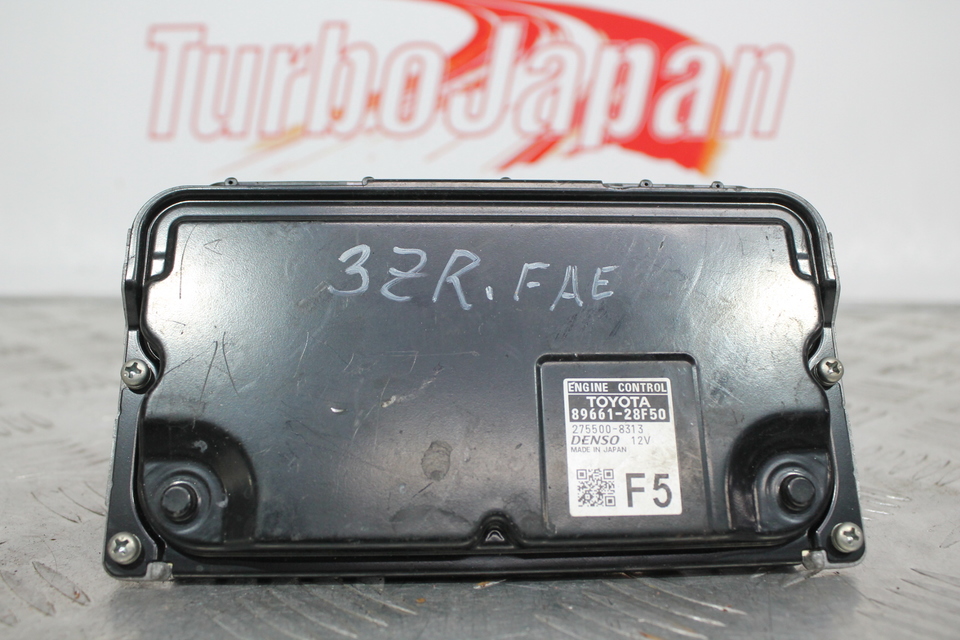 TurboJapan
3ZR. FAE
ENGINE CONTROL
TOYOTA
89661-28F50
275500-8313
DENSO 12V
MADE IN JAPAN
F5